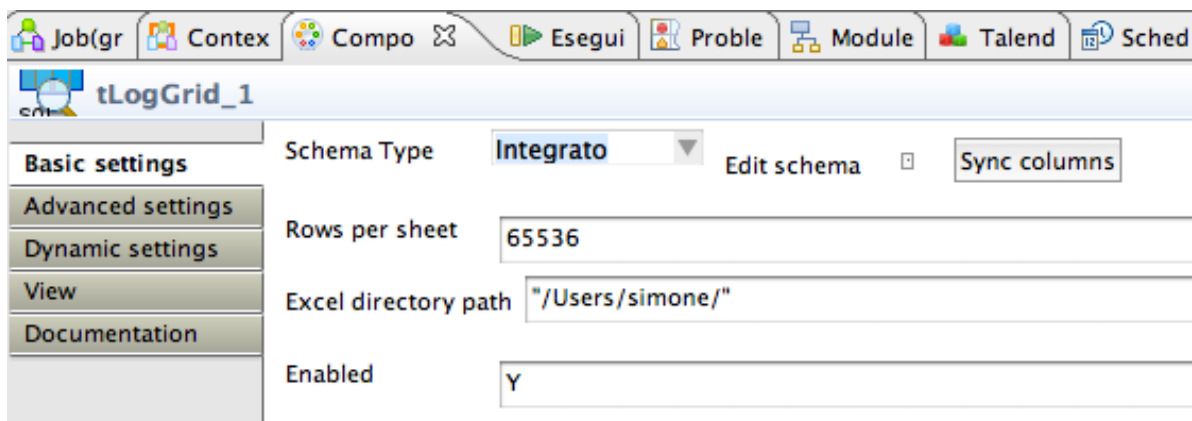 Job(gr Contex Compo Esegui Proble Module Talend Sched
tLogGrid_1
Basic settings
Advanced settings
Dynamic settings
View
Documentation
Schema Type Integrato Edit schema Sync columns
Rows per sheet 65536
Excel directory path "/Users/simone/"
Enabled Y